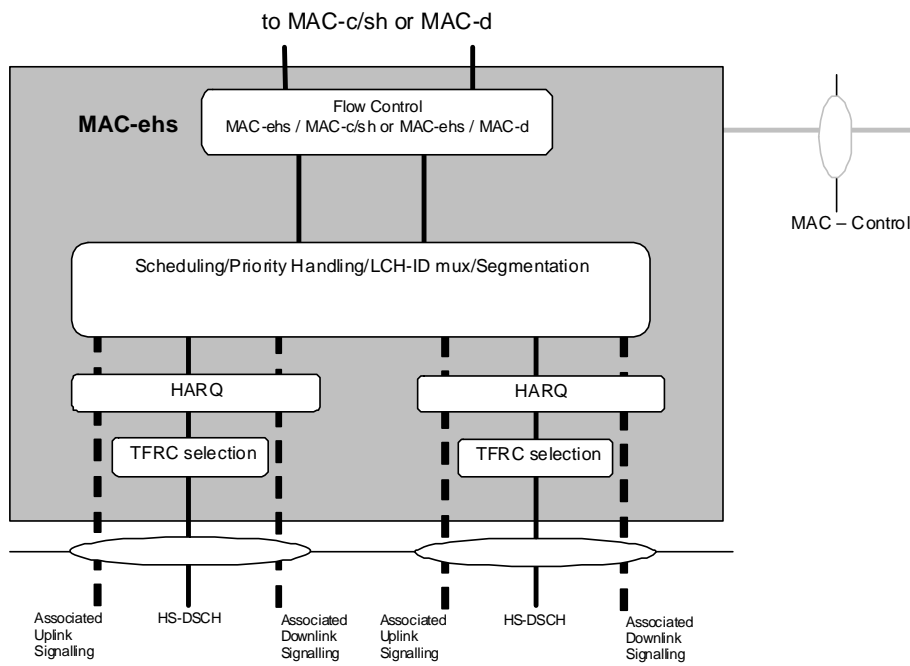 to MAC-c/sh or MAC-d
Flow Control
MAC-ehs / MAC-c/sh or MAC-ehs / MAC-d
MAC-ehs
MAC – Control
Scheduling/Priority Handling/LCH-ID mux/Segmentation
HARQ
HARQ
TFRC selection
TFRC selection
Associated
Uplink
Signalling
HS-DSCH
Associated
Downlink
Signalling
Associated
Uplink
Signalling
HS-DSCH
Associated
Downlink
Signalling